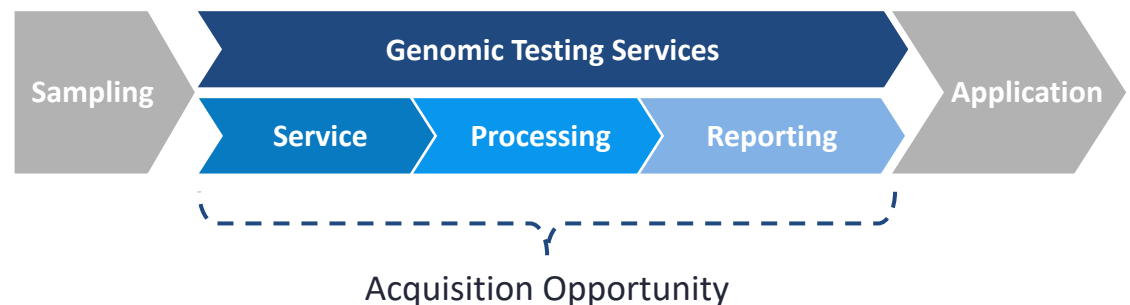 Genomic Testing Services
Sampling
Application
Service
Processing
Reporting
Acquisition Opportunity